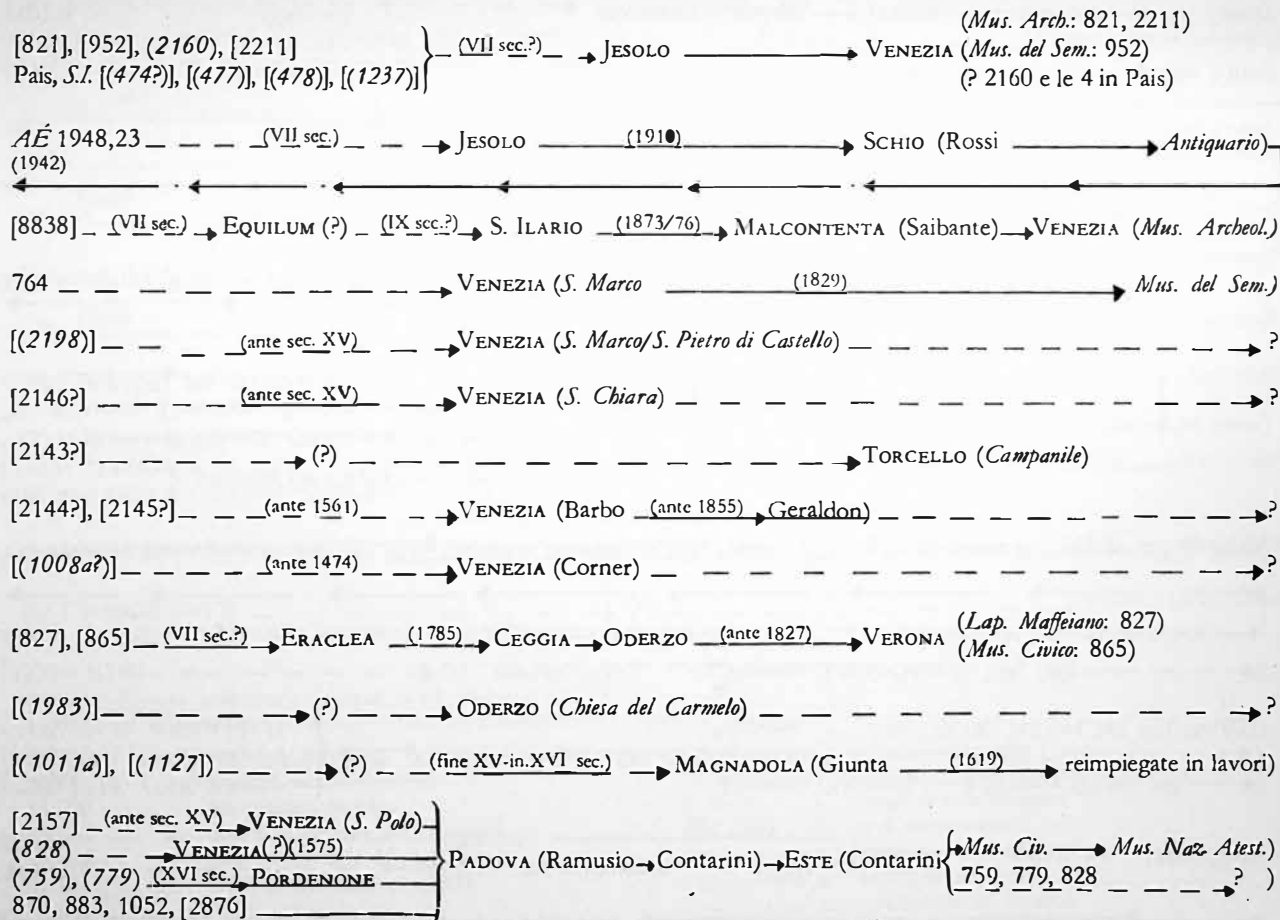 (Mus. Arch.: 821, 2211)
[821], [952], (2160), [2211] (VII sec.?) JESOLO VENEZIA (Mus. del Sem.: 952)
Pais, S.I. [(474?)], [(477)], [(478)], [(1237)] (? 2160 e le 4 in Pais)
AÉ 1948,23 (VII sec.) JESOLO (1910) SCHIO (Rossi Antiquario)
(1942)
[8838] (VII sec.) EQUILUM (?) (IX sec.?) S. ILARIO (1873/76) MALCONTENTA (Saibante) VENEZIA (Mus. Archeol.)
764 VENEZIA (S. Marco (1829) Mus. del Sem.)
[(2198)] (ante sec. XV) VENEZIA (S. Marco/S. Pietro di Castello) ?
[2146?] (ante sec. XV) VENEZIA (S. Chiara) ?
[2143?] (?) TORCELLO (Campanile)
[2144?], [2145?] (ante 1561) VENEZIA (Barbo (ante 1855) Geraldon) ?
[(1008a?)] (ante 1474) VENEZIA (Corner) ?
[827], [865] (VII sec.?) ERACLEA (1785) CEGGIA ODERZO (ante 1827) VERONA (Lap. Maffeiano: 827)
(Mus. Civico: 865)
[(1983)] (?) ODERZO (Chiesa del Carmelo) ?
[(1011a)], [(1127]) (?) (fine XV-in.XVI sec.) MAGNADOLA (Giunta (1619) reimpiegate in lavori)
[2157] (ante sec. XV) VENEZIA (S. Polo)
(828) VENEZIA(?)(1575) PADOVA (Ramusio Contarini) ESTE (Contarini Mus. Civ. Mus. Naz. Atest.)
(759), (779) (XVI sec.) PORDENONE 759, 779, 828 ? )
870, 883, 1052, [2876]